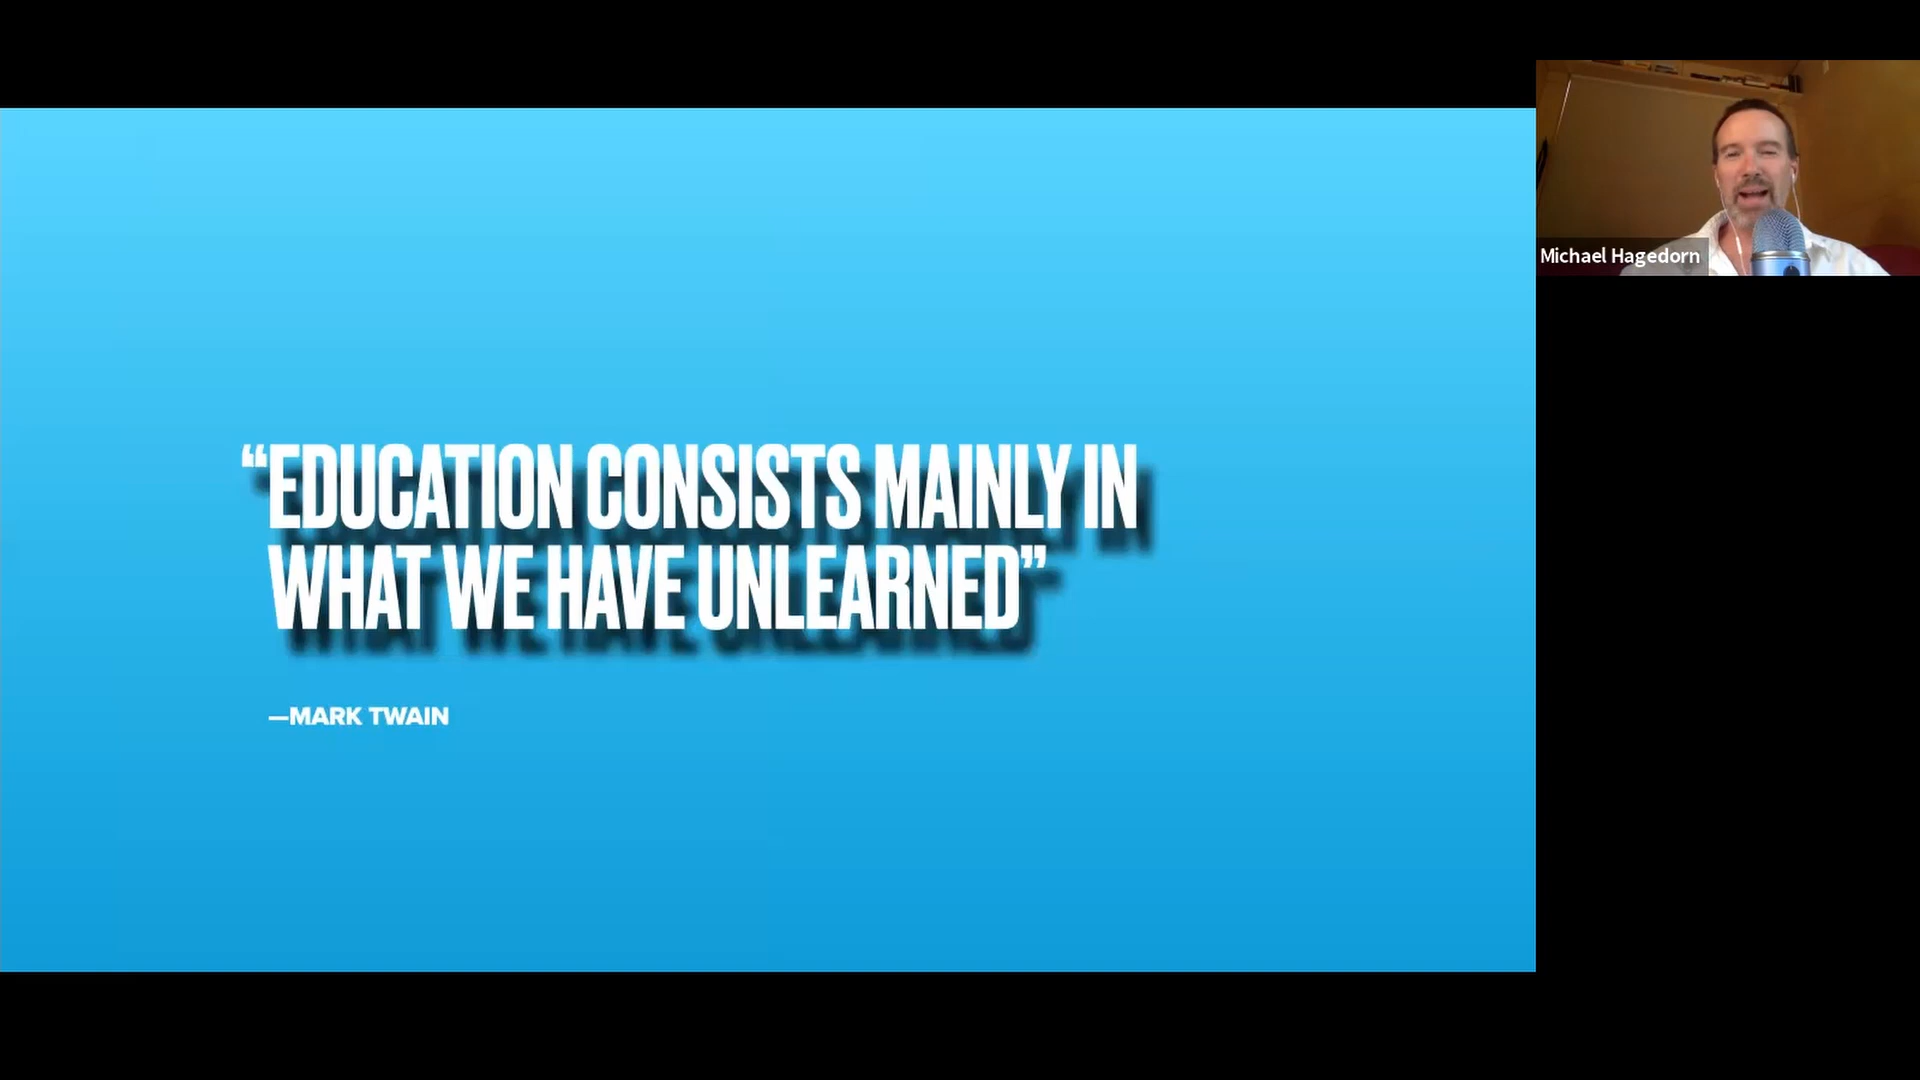 “EDUCATION CONSISTS MAINLY IN
WHAT WE HAVE UNLEARNED”
—MARK TWAIN
Michael Hagedorn